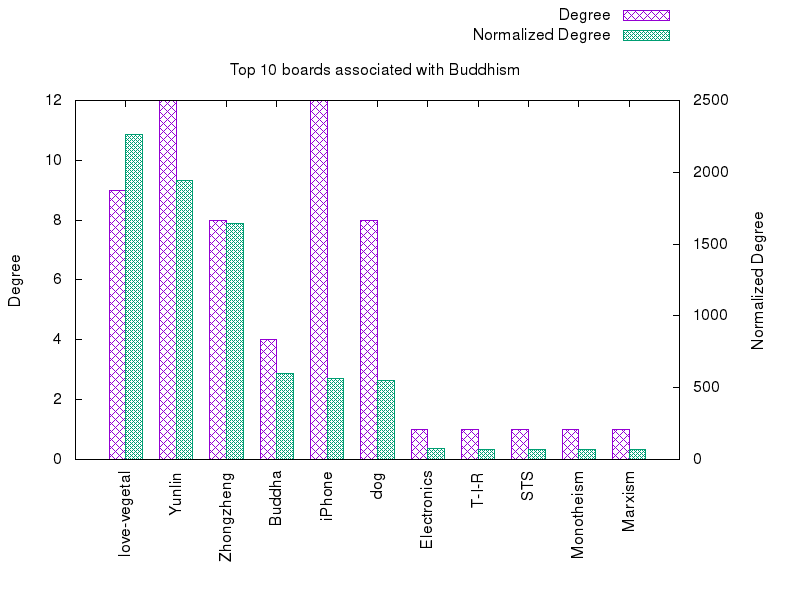 Degree
Normalized Degree
Top 10 boards associated with Buddhism
12
10
8
6
4
2
0
Degree
2500
2000
1500
1000
500
0
Normalized Degree
love-vegetal
Yunlin
Zhongzheng
Buddha
iPhone
dog
Electronics
T-I-R
STS
Monotheism
Marxism